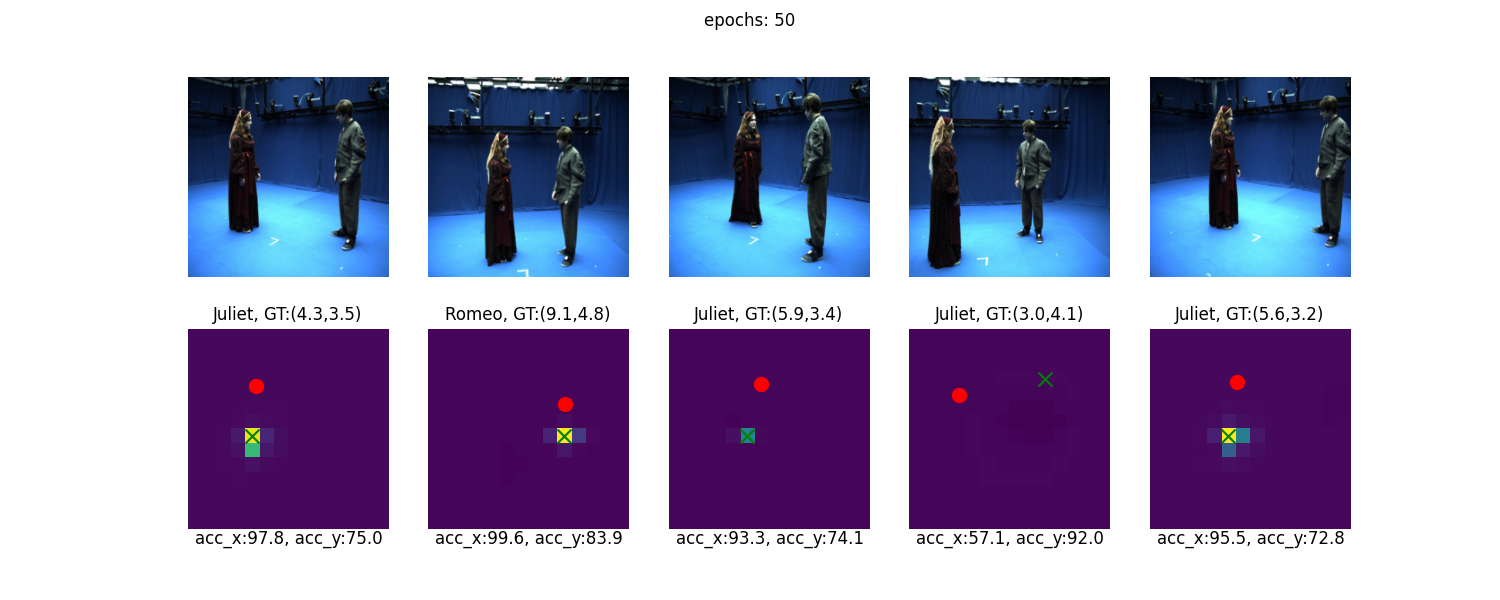 epochs: 50
Juliet, GT:(4.3,3.5)
Romeo, GT:(9.1,4.8)
Juliet, GT:(5.9,3.4)
Juliet, GT:(3.0,4.1)
Juliet, GT:(5.6,3.2)
acc_x:97.8, acc_y:75.0
acc_x:99.6, acc_y:83.9
acc_x:93.3, acc_y:74.1
acc_x:57.1, acc_y:92.0
acc_x:95.5, acc_y:72.8